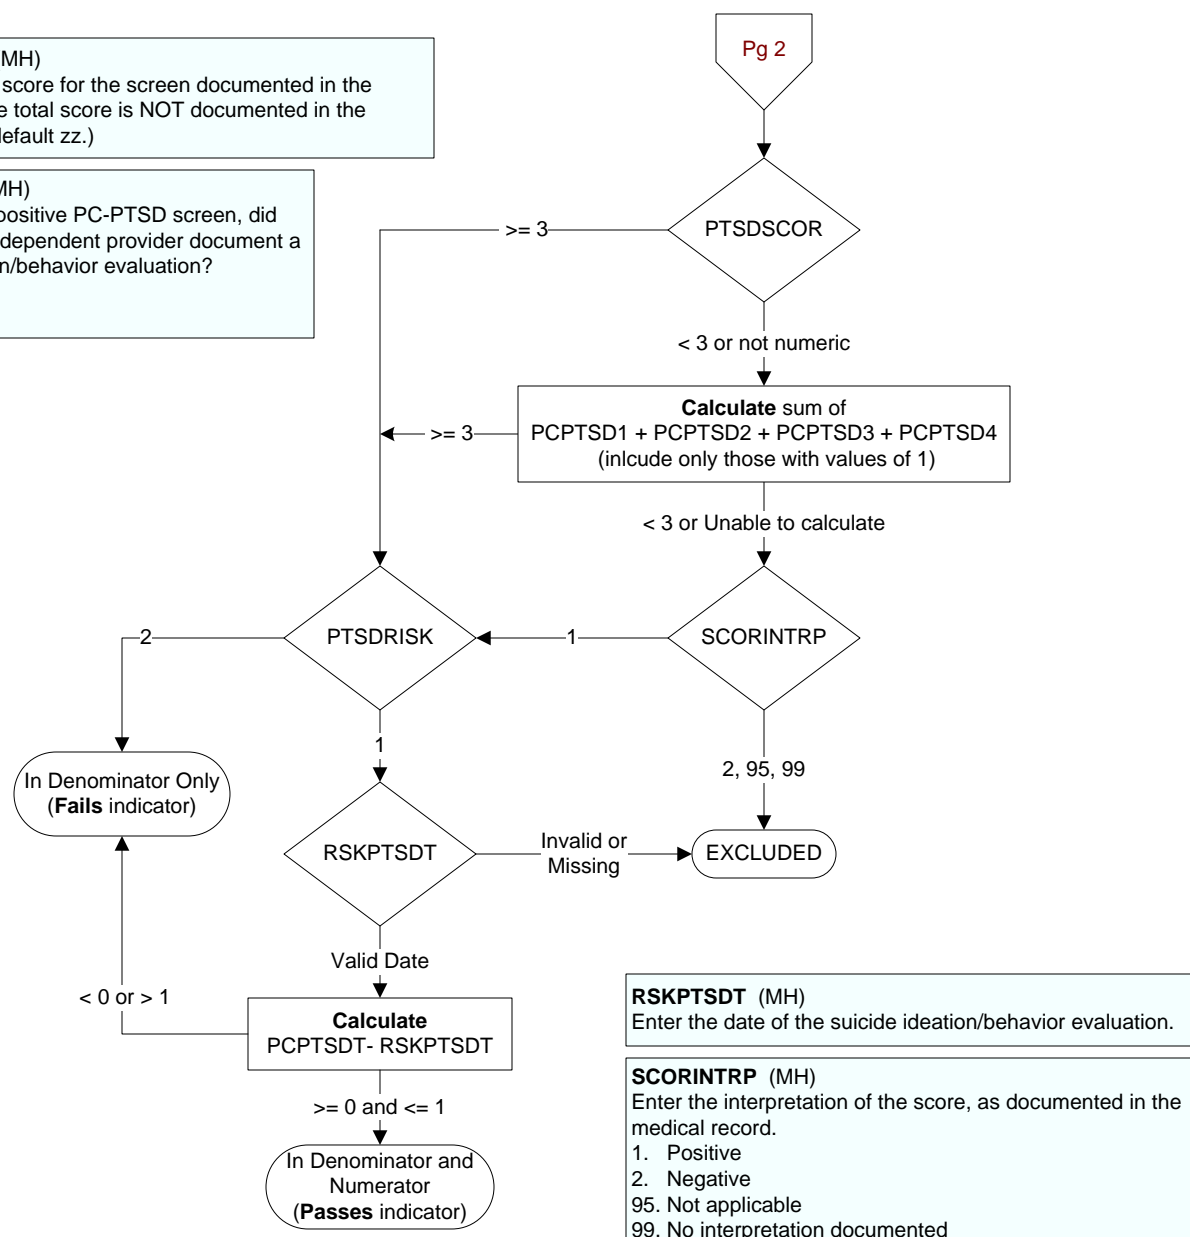 Pg 2
MH)
score for the screen documented in the
e total score is NOT documented in the
default zz.)
MH)
positive PC-PTSD screen, did
dependent provider document a
n/behavior evaluation?
PTSDSCOR
>= 3
< 3 or not numeric
Calculate sum of
PCPTSD1 + PCPTSD2 + PCPTSD3 + PCPTSD4
(inlcude only those with values of 1)
>= 3
< 3 or Unable to calculate
PTSDRISK
SCORINTRP
2
1
1
2, 95, 99
In Denominator Only
(Fails indicator)
RSKPTSDT
Invalid or
Missing
EXCLUDED
Valid Date
< 0 or > 1
Calculate
PCPTSDT- RSKPTSDT
>= 0 and <= 1
In Denominator and
Numerator
(Passes indicator)
RSKPTSDT (MH)
Enter the date of the suicide ideation/behavior evaluation.
SCORINTRP (MH)
Enter the interpretation of the score, as documented in the
medical record.
1. Positive
2. Negative
95. Not applicable
99. No interpretation documented